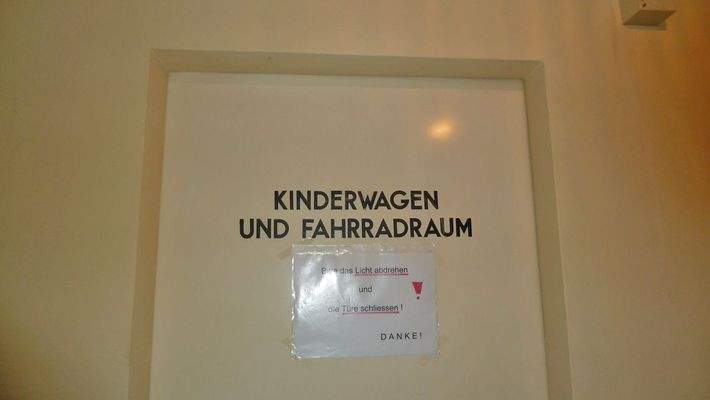 KINDERWAGEN
UND FAHRRADRAUM
Bitte das Licht abdrehen
und
die Türe schliessen !
!
DANKE!